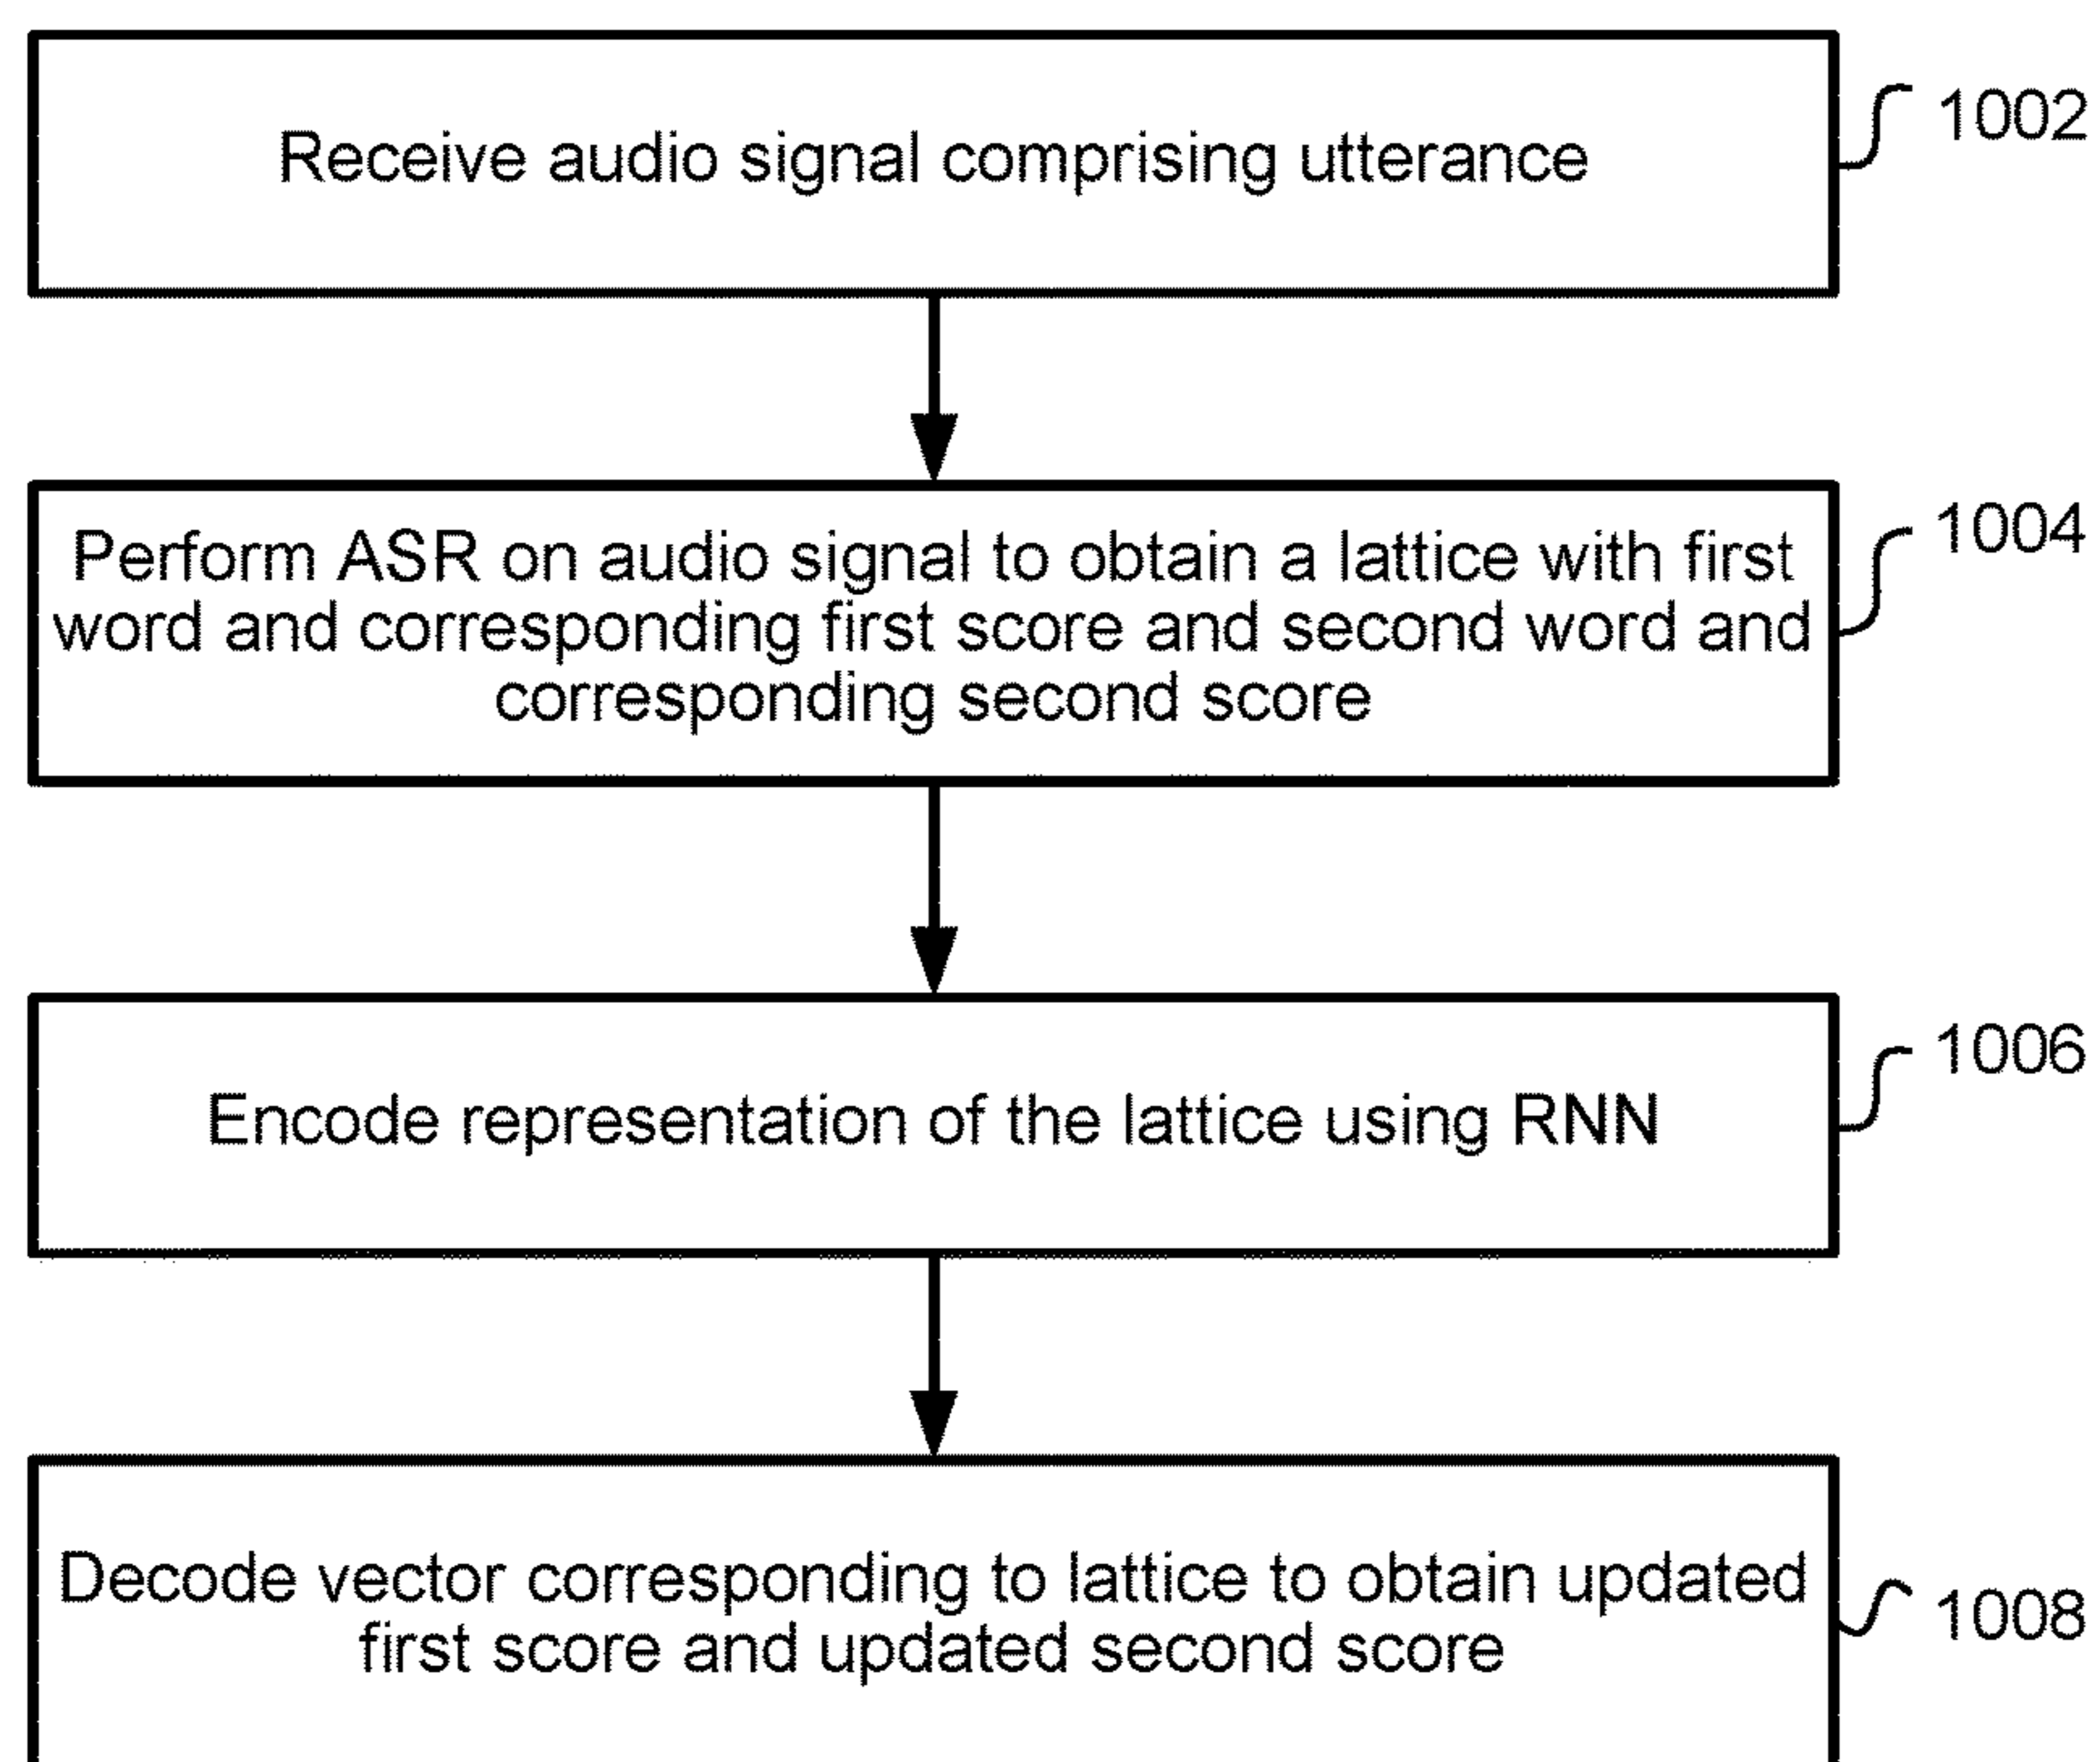 Receive audio signal comprising utterance
1002
Perform ASR on audio signal to obtain a lattice with first
word and corresponding first score and second word and
corresponding second score
1004
Encode representation of the lattice using RNN
1006
Decode vector corresponding to lattice to obtain updated
first score and updated second score
1008